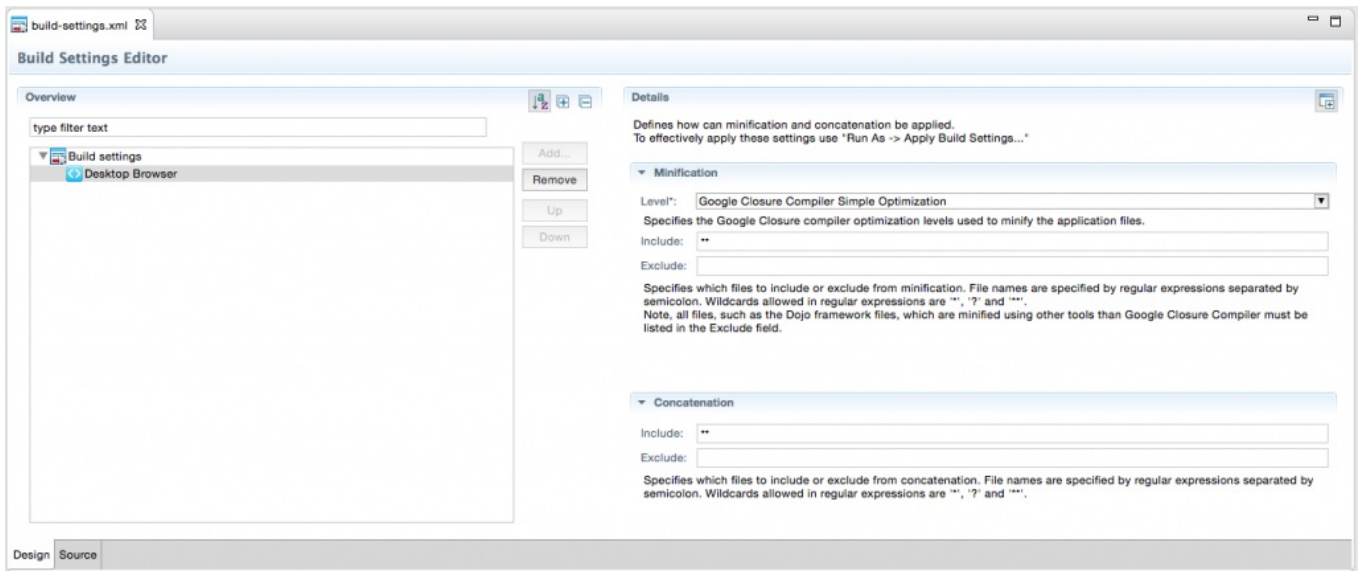 build-settings.xml
Build Settings Editor
Overview
type filter text
Build settings
Desktop Browser
Add...
Remove
Up
Down
Details
Defines how can minification and concatenation be applied.
To effectively apply these settings use "Run As -> Apply Build Settings..."
Minification
Level*: Google Closure Compiler Simple Optimization
Specifies the Google Closure compiler optimization levels used to minify the application files.
Include: **
Exclude:
Specifies which files to include or exclude from minification. File names are specified by regular expressions separated by
semicolon. Wildcards allowed in regular expressions are '*', '?' and '**'.
Note, all files, such as the Dojo framework files, which are minified using other tools than Google Closure Compiler must be
listed in the Exclude field.
Concatenation
Include: **
Exclude:
Specifies which files to include or exclude from concatenation. File names are specified by regular expressions separated by
semicolon. Wildcards allowed in regular expressions are '*', '?' and '**'.
Design Source